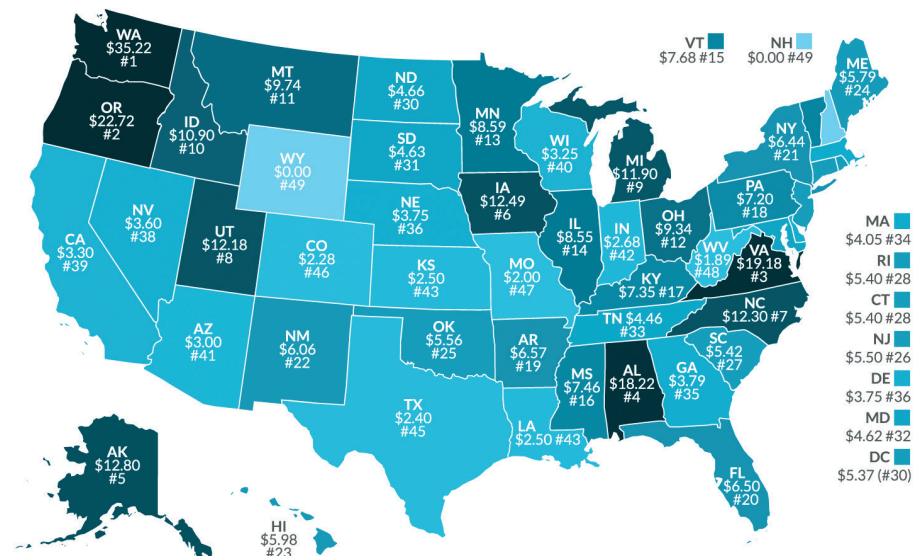 WA
$35.22
#1
OR
$22.72
#2
CA
$3.30
#39
NV
$3.60
#38
ID
$10.90
#10
MT
$9.74
#11
WY
$0.00
#49
UT
$12.18
#8
CO
$2.28
#46
AZ
$3.00
#41
NM
$6.06
#22
ND
$4.66
#30
SD
$4.63
#31
NE
$3.75
#36
KS
$2.50
#43
OK
$5.56
#25
TX
$2.40
#45
MN
$8.59
#13
IA
$12.49
#6
MO
$2.00
#47
AR
$6.57
#19
LA
$2.50 #43
WI
$3.25
#40
IL
$8.55
#14
MI
$11.90
#9
IN
$2.68
#42
OH
$9.34
#12
KY
$7.35 #17
TN $4.46
#33
MS
$7.46
#16
AL
$18.22
#4
GA
$3.79
#35
FL
$6.50
#20
SC
$5.42
#27
NC
$12.30 #7
VA
$19.18
#3
WV
$1.89
#48
PA
$7.20
#18
NY
$6.44
#21
ME
$5.79
#24
VT
$7.68 #15
NH
$0.00 #49
MA
$4.05 #34
RI
$5.40 #28
CT
$5.40 #28
NJ
$5.50 #26
DE
$3.75 #36
MD
$4.62 #32
DC
$5.37 (#30)
AK
$12.80
#5
HI
$5.98
#23